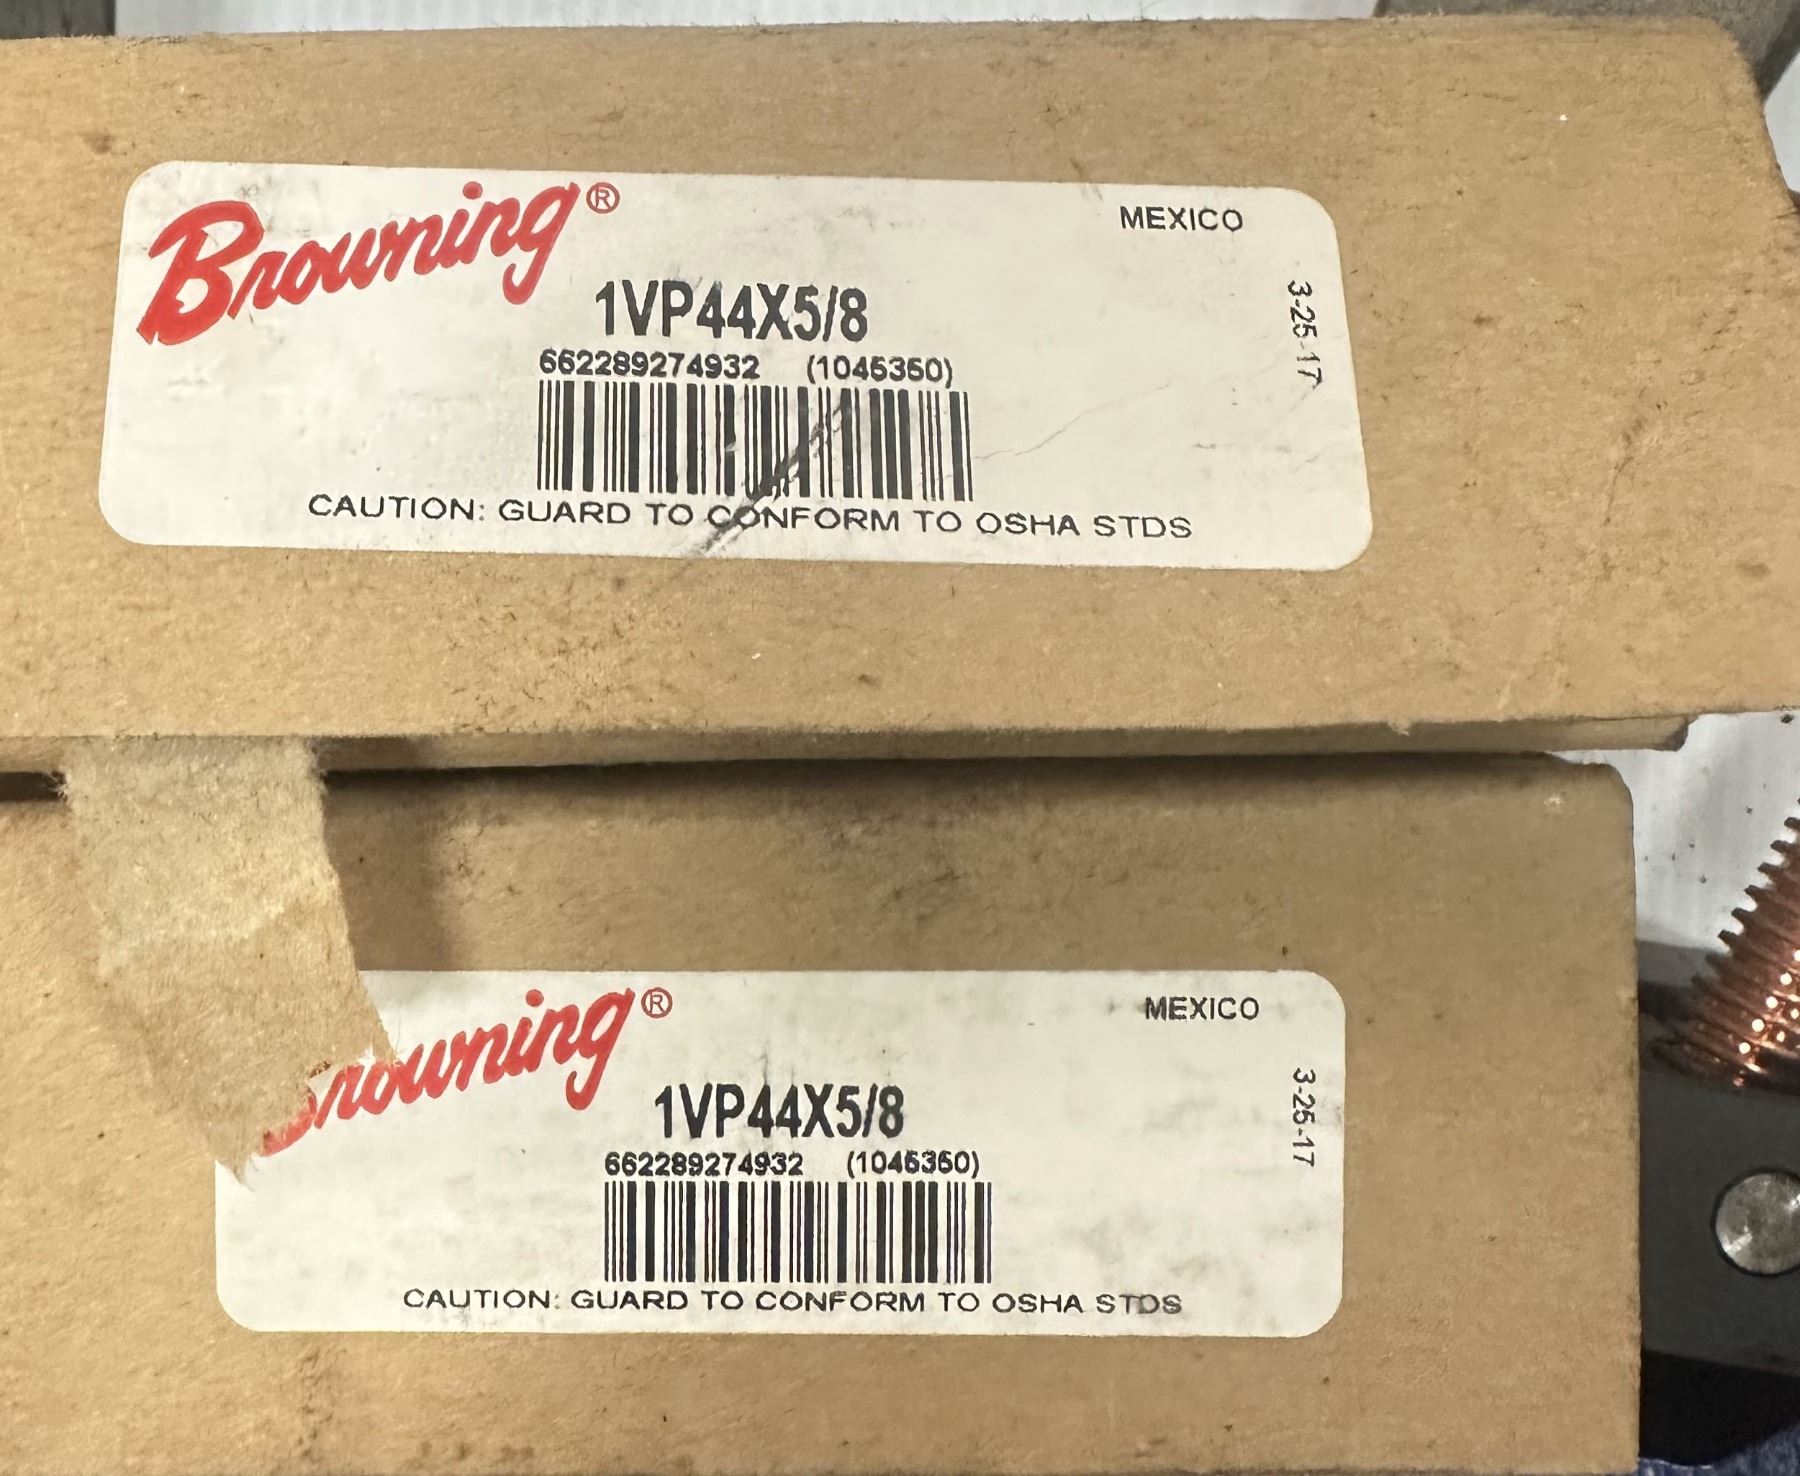 Browning®
MEXICO
1VP44X5/8
662289274932 (1045350)
3-25-17
CAUTION: GUARD TO CONFORM TO OSHA STDS
Browning®
MEXICO
1VP44X5/8
662289274932 (1045350)
3-25-17
CAUTION: GUARD TO CONFORM TO OSHA STDS